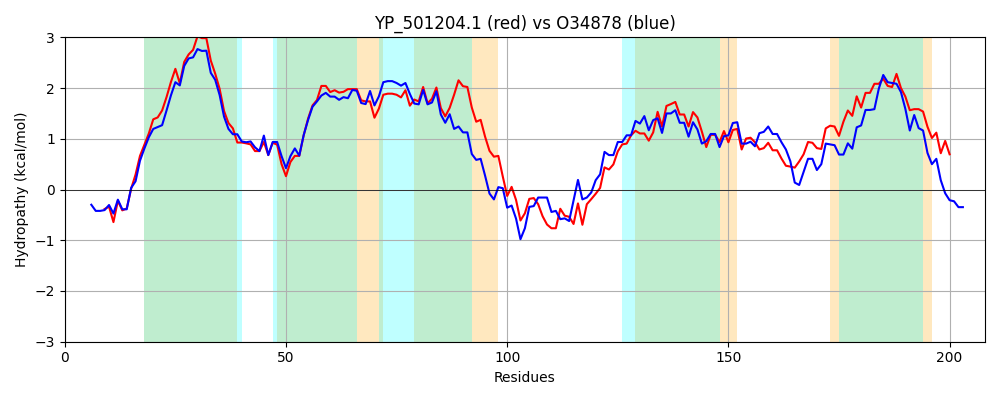 YP_501204.1 (red) vs O34878 (blue)
3
2
1
0
−1
−2
−3
Hydropathy (kcal/mol)
0 50 100 150 200
Residues